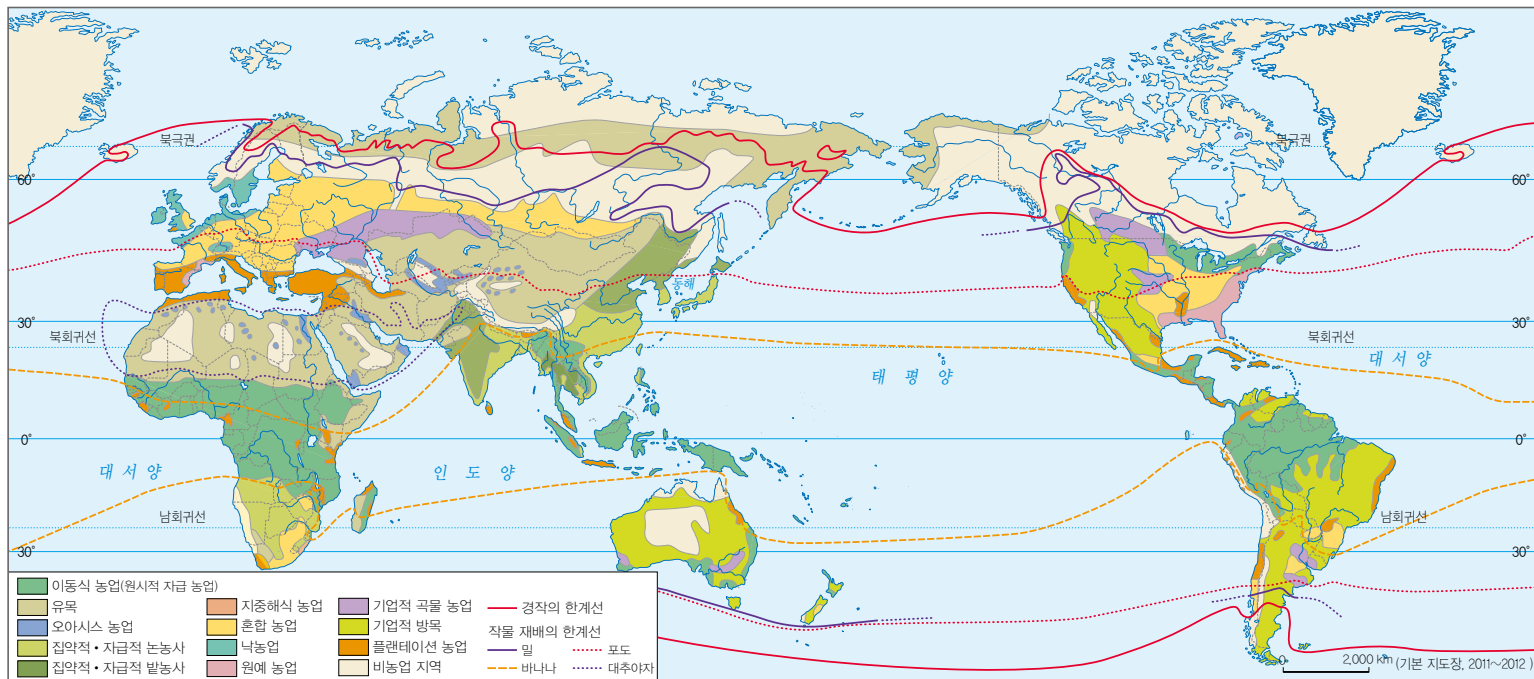 북극권
북극권
60°
60°
동해
30°
30°
북회귀선
북회귀선
대서양
태평양
0°
0°
대서양
인도양
남회귀선
남회귀선
30°
30°
이동식 농업(원시적 자급 농업)
유목
오아시스 농업
집약적·자급적 논농사
집약적·자급적 밭농사
지중해식 농업
혼합 농업
낙농업
원예 농업
기업적 곡물 농업
기업적 방목
플랜테이션 농업
비농업 지역
경작의 한계선
작물 재배의 한계선
밀
포도
바나나
대추야자
0 2,000 km
(기본 지도장, 2011~2012)